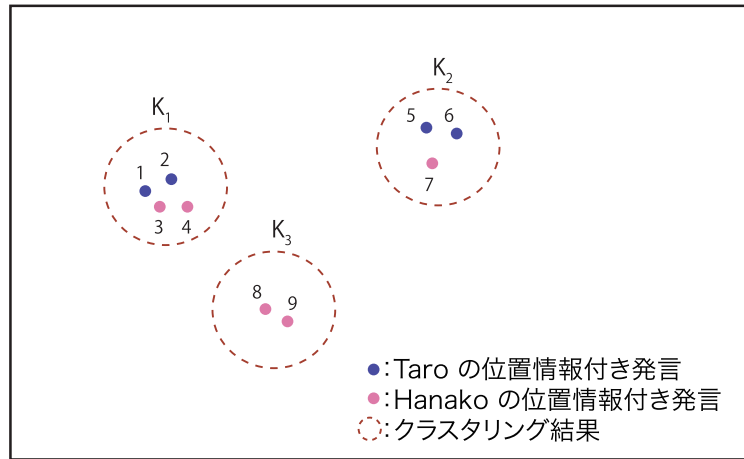 K2
5 6
7
K1
1 2
3 4
K3
8 9
:Taro の位置情報付き発言
:Hanako の位置情報付き発言
:クラスタリング結果